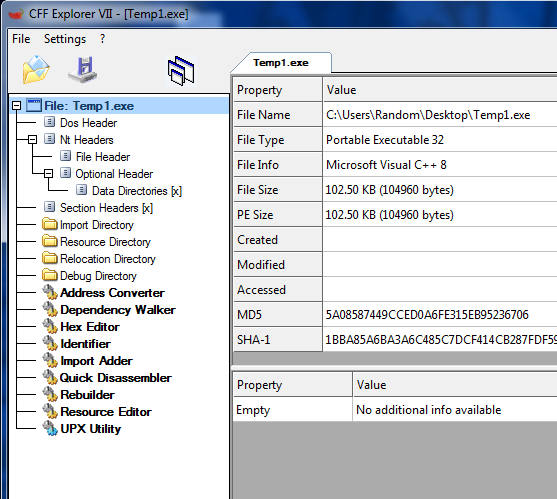 CFF Explorer VII - [Temp1.exe]
File Settings ?
File: Temp1.exe
Dos Header
Nt Headers
File Header
Optional Header
Data Directories [x]
Section Headers [x]
Import Directory
Resource Directory
Relocation Directory
Debug Directory
Address Converter
Dependency Walker
Hex Editor
Identifier
Import Adder
Quick Disassembler
Rebuilder
Resource Editor
UPX Utility
Temp1.exe
Property Value
File Name C:\Users\Random\Desktop\Temp1.exe
File Type Portable Executable 32
File Info Microsoft Visual C++ 8
File Size 102.50 KB (104960 bytes)
PE Size 102.50 KB (104960 bytes)
Created
Modified
Accessed
MD5 5A08587449CCED0A6FE315EB95236706
SHA-1 1BBA85A6BA3A6C485C7DCF414CB287FDF59
Property Value
Empty No additional info available